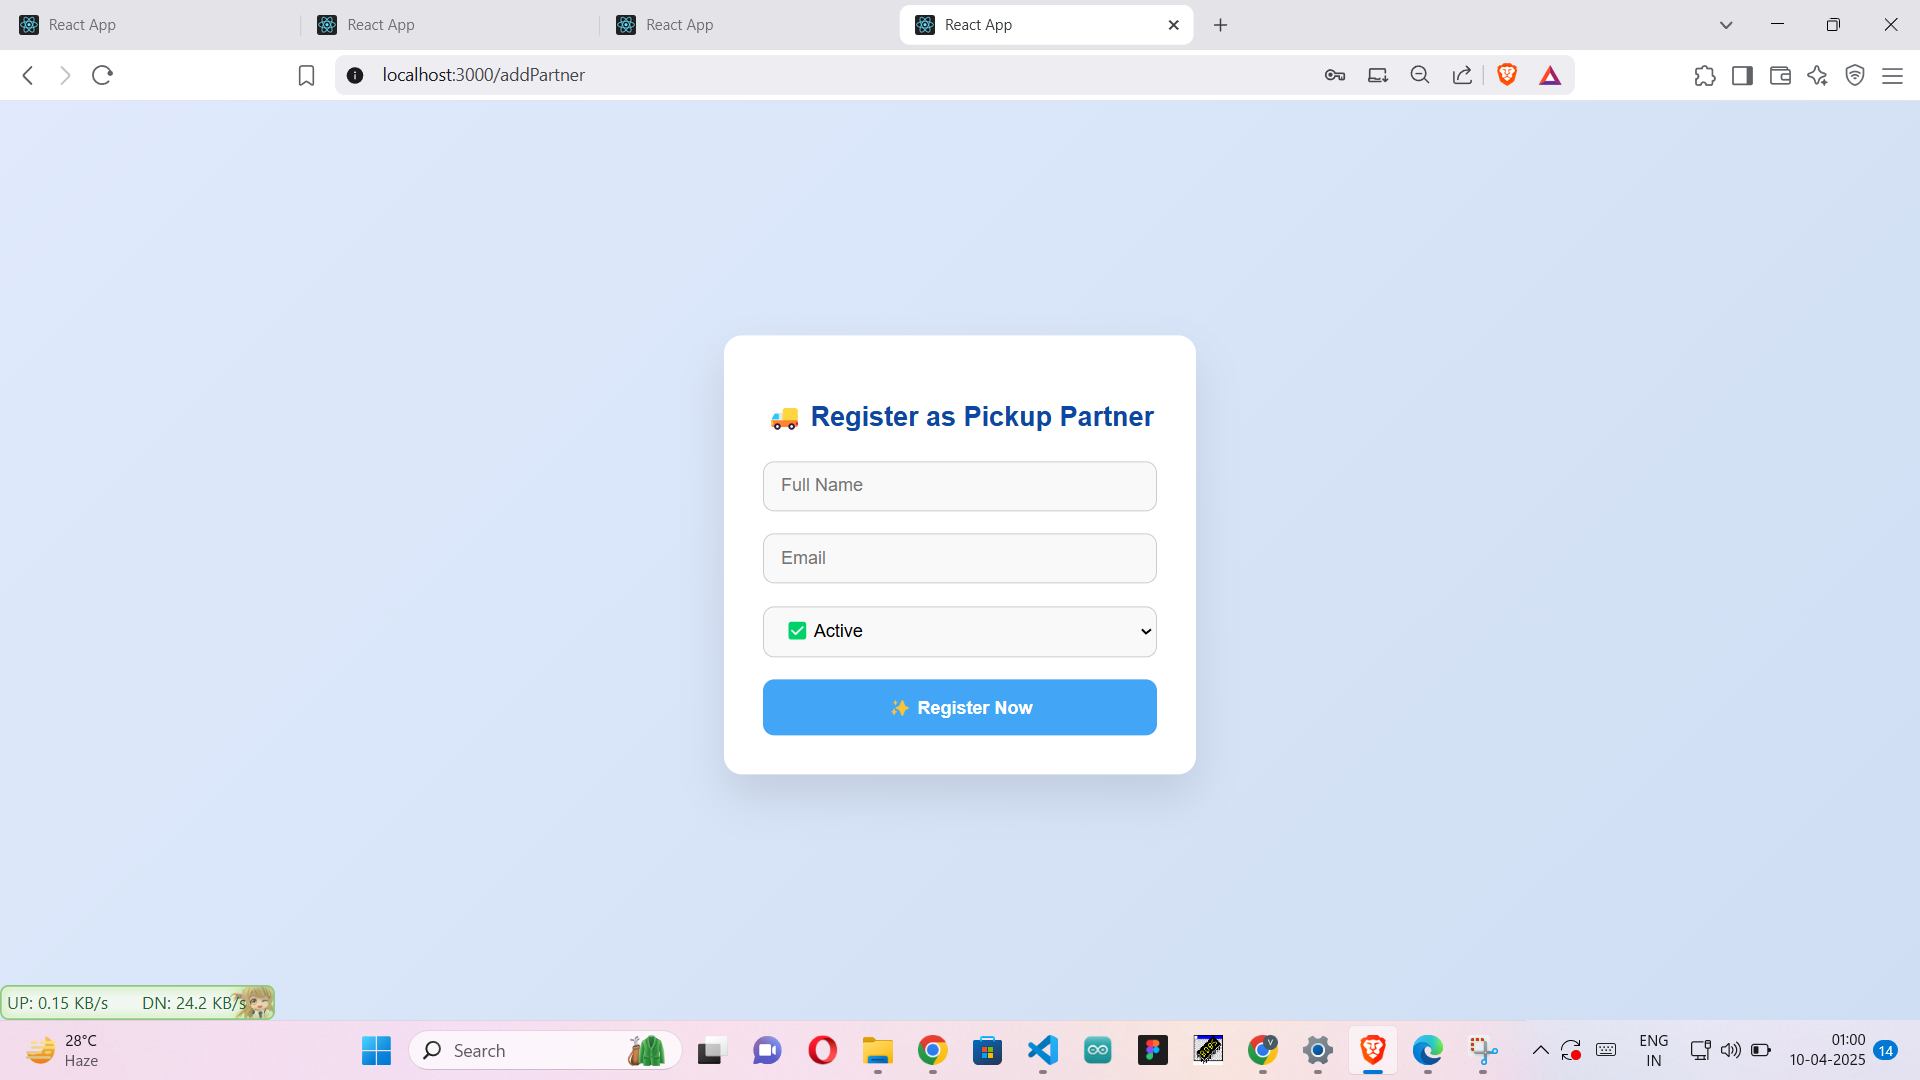 React App
React App
React App
React App
localhost:3000/addPartner
🚚 Register as Pickup Partner
Full Name
Email
✅ Active
✨ Register Now
UP: 0.15 KB/s DN: 24.2 KB/s
28°C
Haze
Search
ENG
IN
01:00
10-04-2025
14